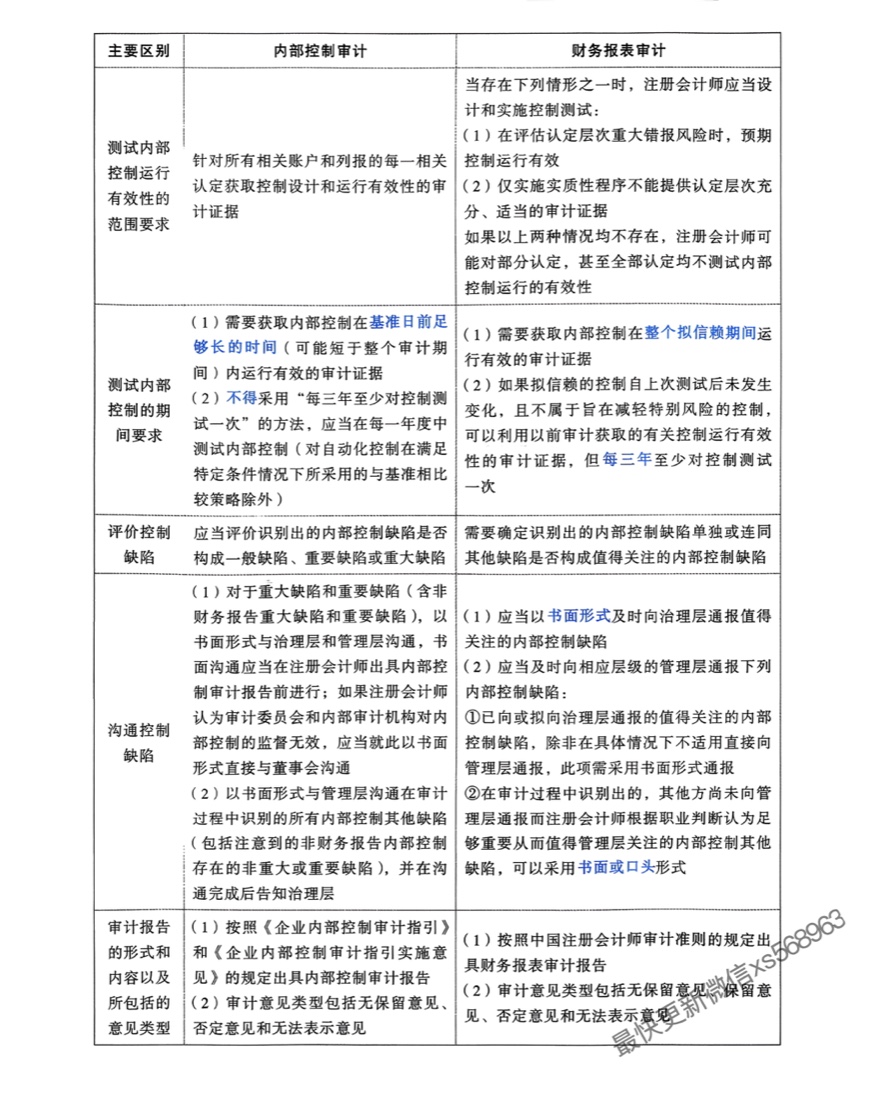 主要区别
内部控制审计
财务报表审计
测试内部
控制运行
有效性的
范围要求
针对所有相关账户和列报的每一相关
认定获取控制设计和运行有效性的审
计证据
当存在下列情形之一时，注册会计师应当设
计和实施控制测试：
（1）在评估认定层次重大错报风险时，预期
控制运行有效
（2）仅实施实质性程序不能提供认定层次充
分、适当的审计证据
如果以上两种情况均不存在，注册会计师可
能对部分认定，甚至全部认定均不测试内部
控制运行的有效性
测试内部
控制的期
间要求
（1）需要获取内部控制在基准日前足
够长的时间（可能短于整个审计期
间）内运行有效的审计证据
（2）不得采用“每三年至少对控制测
试一次”的方法，应当在每一年度中
测试内部控制（对自动化控制在满足
特定条件情况下所采用的与基准相比
较策略除外）
（1）需要获取内部控制在整个拟信赖期间运
行有效的审计证据
（2）如果拟信赖的控制自上次测试后未发生
变化，且不属于旨在减轻特别风险的控制，
可以利用以前审计获取的有关控制运行有效
性的审计证据，但每三年至少对控制测试
一次
评价控制
缺陷
应当评价识别出的内部控制缺陷是否
构成一般缺陷、重要缺陷或重大缺陷
需要确定识别出的内部控制缺陷单独或连同
其他缺陷是否构成值得关注的内部控制缺陷
沟通控制
缺陷
（1）对于重大缺陷和重要缺陷（含非
财务报告重大缺陷和重要缺陷），以
书面形式与治理层和管理层沟通，书
面沟通应当在注册会计师出具内部控
制审计报告前进行；如果注册会计师
认为审计委员会和内部审计机构对内
部控制的监督无效，应当就此以书面
形式直接与董事会沟通
（2）以书面形式与管理层沟通在审计
过程中识别的所有内部控制其他缺陷
（包括注意到的非财务报告内部控制
存在的非重大或重要缺陷），并在沟
通完成后告知治理层
（1）应当以书面形式及时向治理层通报值得
关注的内部控制缺陷
（2）应当及时向相应层级的管理层通报下列
内部控制缺陷：
①已向或拟向治理层通报的值得关注的内部
控制缺陷，除非在具体情况下不适用直接向
管理层通报，此项需采用书面形式通报
②在审计过程中识别出的，其他方尚未向管
理层通报而注册会计师根据职业判断认为足
够重要从而值得管理层关注的内部控制其他
缺陷，可以采用书面或口头形式
审计报告
的形式和
内容以及
所包括的
意见类型
（1）按照《企业内部控制审计指引》
和《企业内部控制审计指引实施意
见》的规定出具内部控制审计报告
（2）审计意见类型包括无保留意见、
否定意见和无法表示意见
（1）按照中国注册会计师审计准则的规定出
具财务报表审计报告
（2）审计意见类型包括无保留意见、保留意
见、否定意见和无法表示意见
最快更新微信xs568963